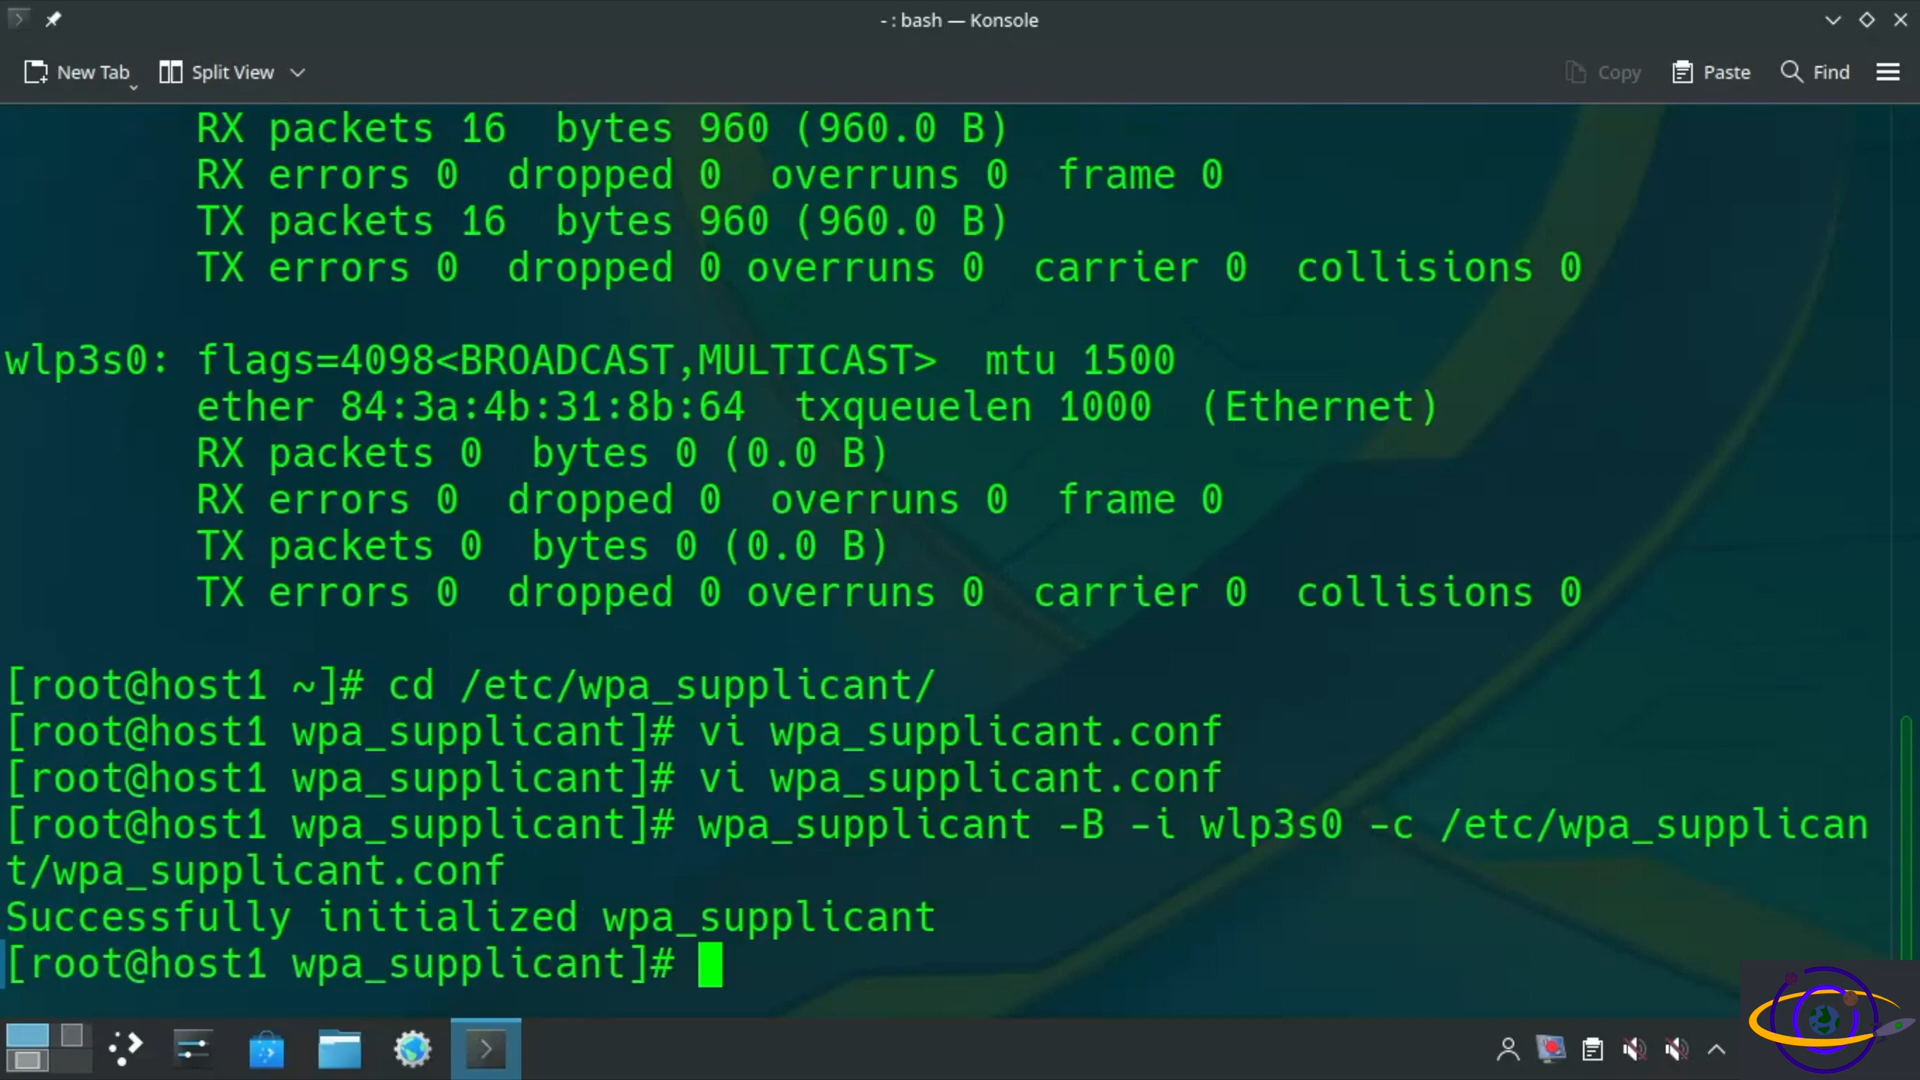 - : bash — Konsole
New Tab Split View Copy Paste Find
RX packets 16  bytes 960 (960.0 B)
RX errors 0  dropped 0  overruns 0  frame 0
TX packets 16  bytes 960 (960.0 B)
TX errors 0  dropped 0 overruns 0  carrier 0  collisions 0
wlp3s0: flags=4098<BROADCAST,MULTICAST>  mtu 1500
ether 84:3a:4b:31:8b:64  txqueuelen 1000  (Ethernet)
RX packets 0  bytes 0 (0.0 B)
RX errors 0  dropped 0  overruns 0  frame 0
TX packets 0  bytes 0 (0.0 B)
TX errors 0  dropped 0 overruns 0  carrier 0  collisions 0
[root@host1 ~]# cd /etc/wpa_supplicant/
[root@host1 wpa_supplicant]# vi wpa_supplicant.conf
[root@host1 wpa_supplicant]# vi wpa_supplicant.conf
[root@host1 wpa_supplicant]# wpa_supplicant -B -i wlp3s0 -c /etc/wpa_supplican
t/wpa_supplicant.conf
Successfully initialized wpa_supplicant
[root@host1 wpa_supplicant]#